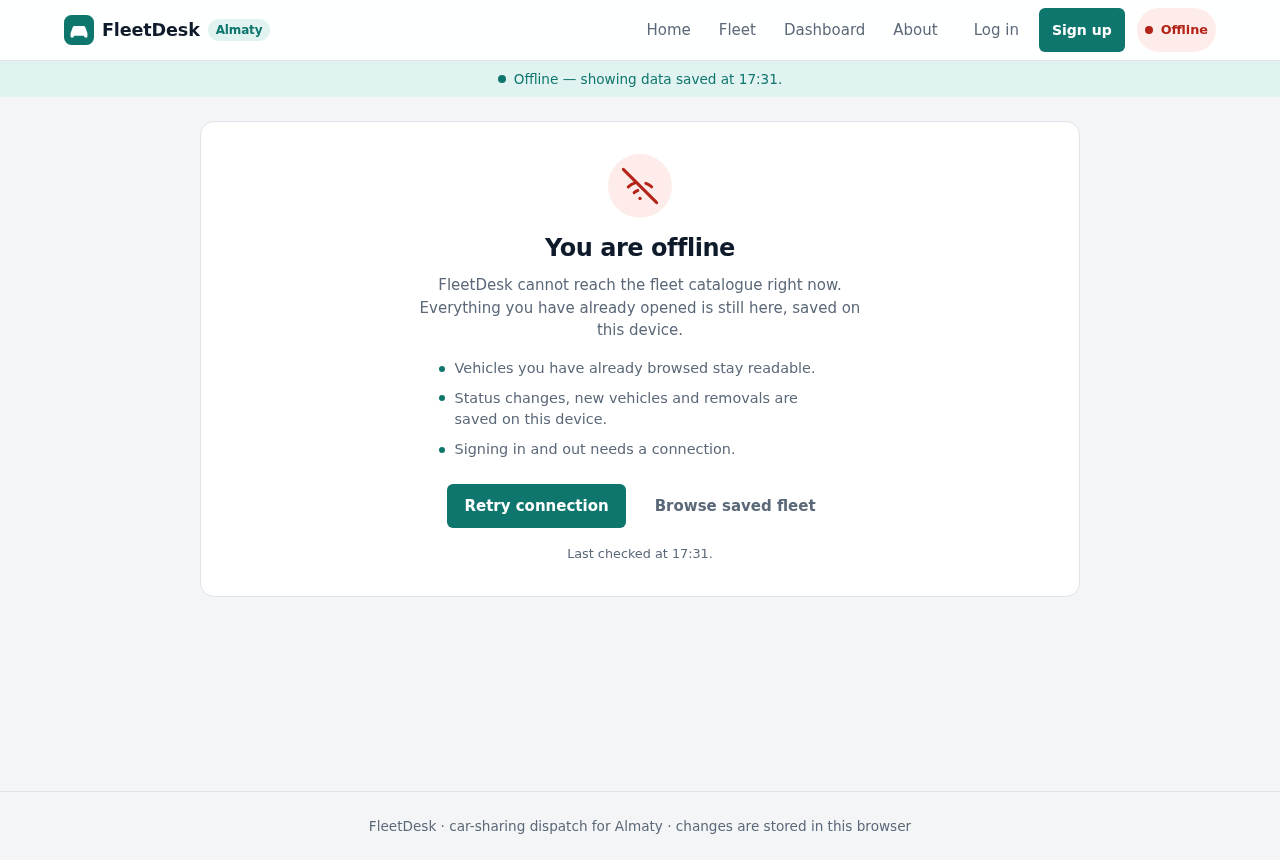 FleetDesk Almaty Home Fleet Dashboard About Log in Sign up Offline
Offline — showing data saved at 17:31.
You are offline
FleetDesk cannot reach the fleet catalogue right now.
Everything you have already opened is still here, saved on
this device.
Vehicles you have already browsed stay readable.
Status changes, new vehicles and removals are
saved on this device.
Signing in and out needs a connection.
Retry connection Browse saved fleet
Last checked at 17:31.
FleetDesk · car-sharing dispatch for Almaty · changes are stored in this browser